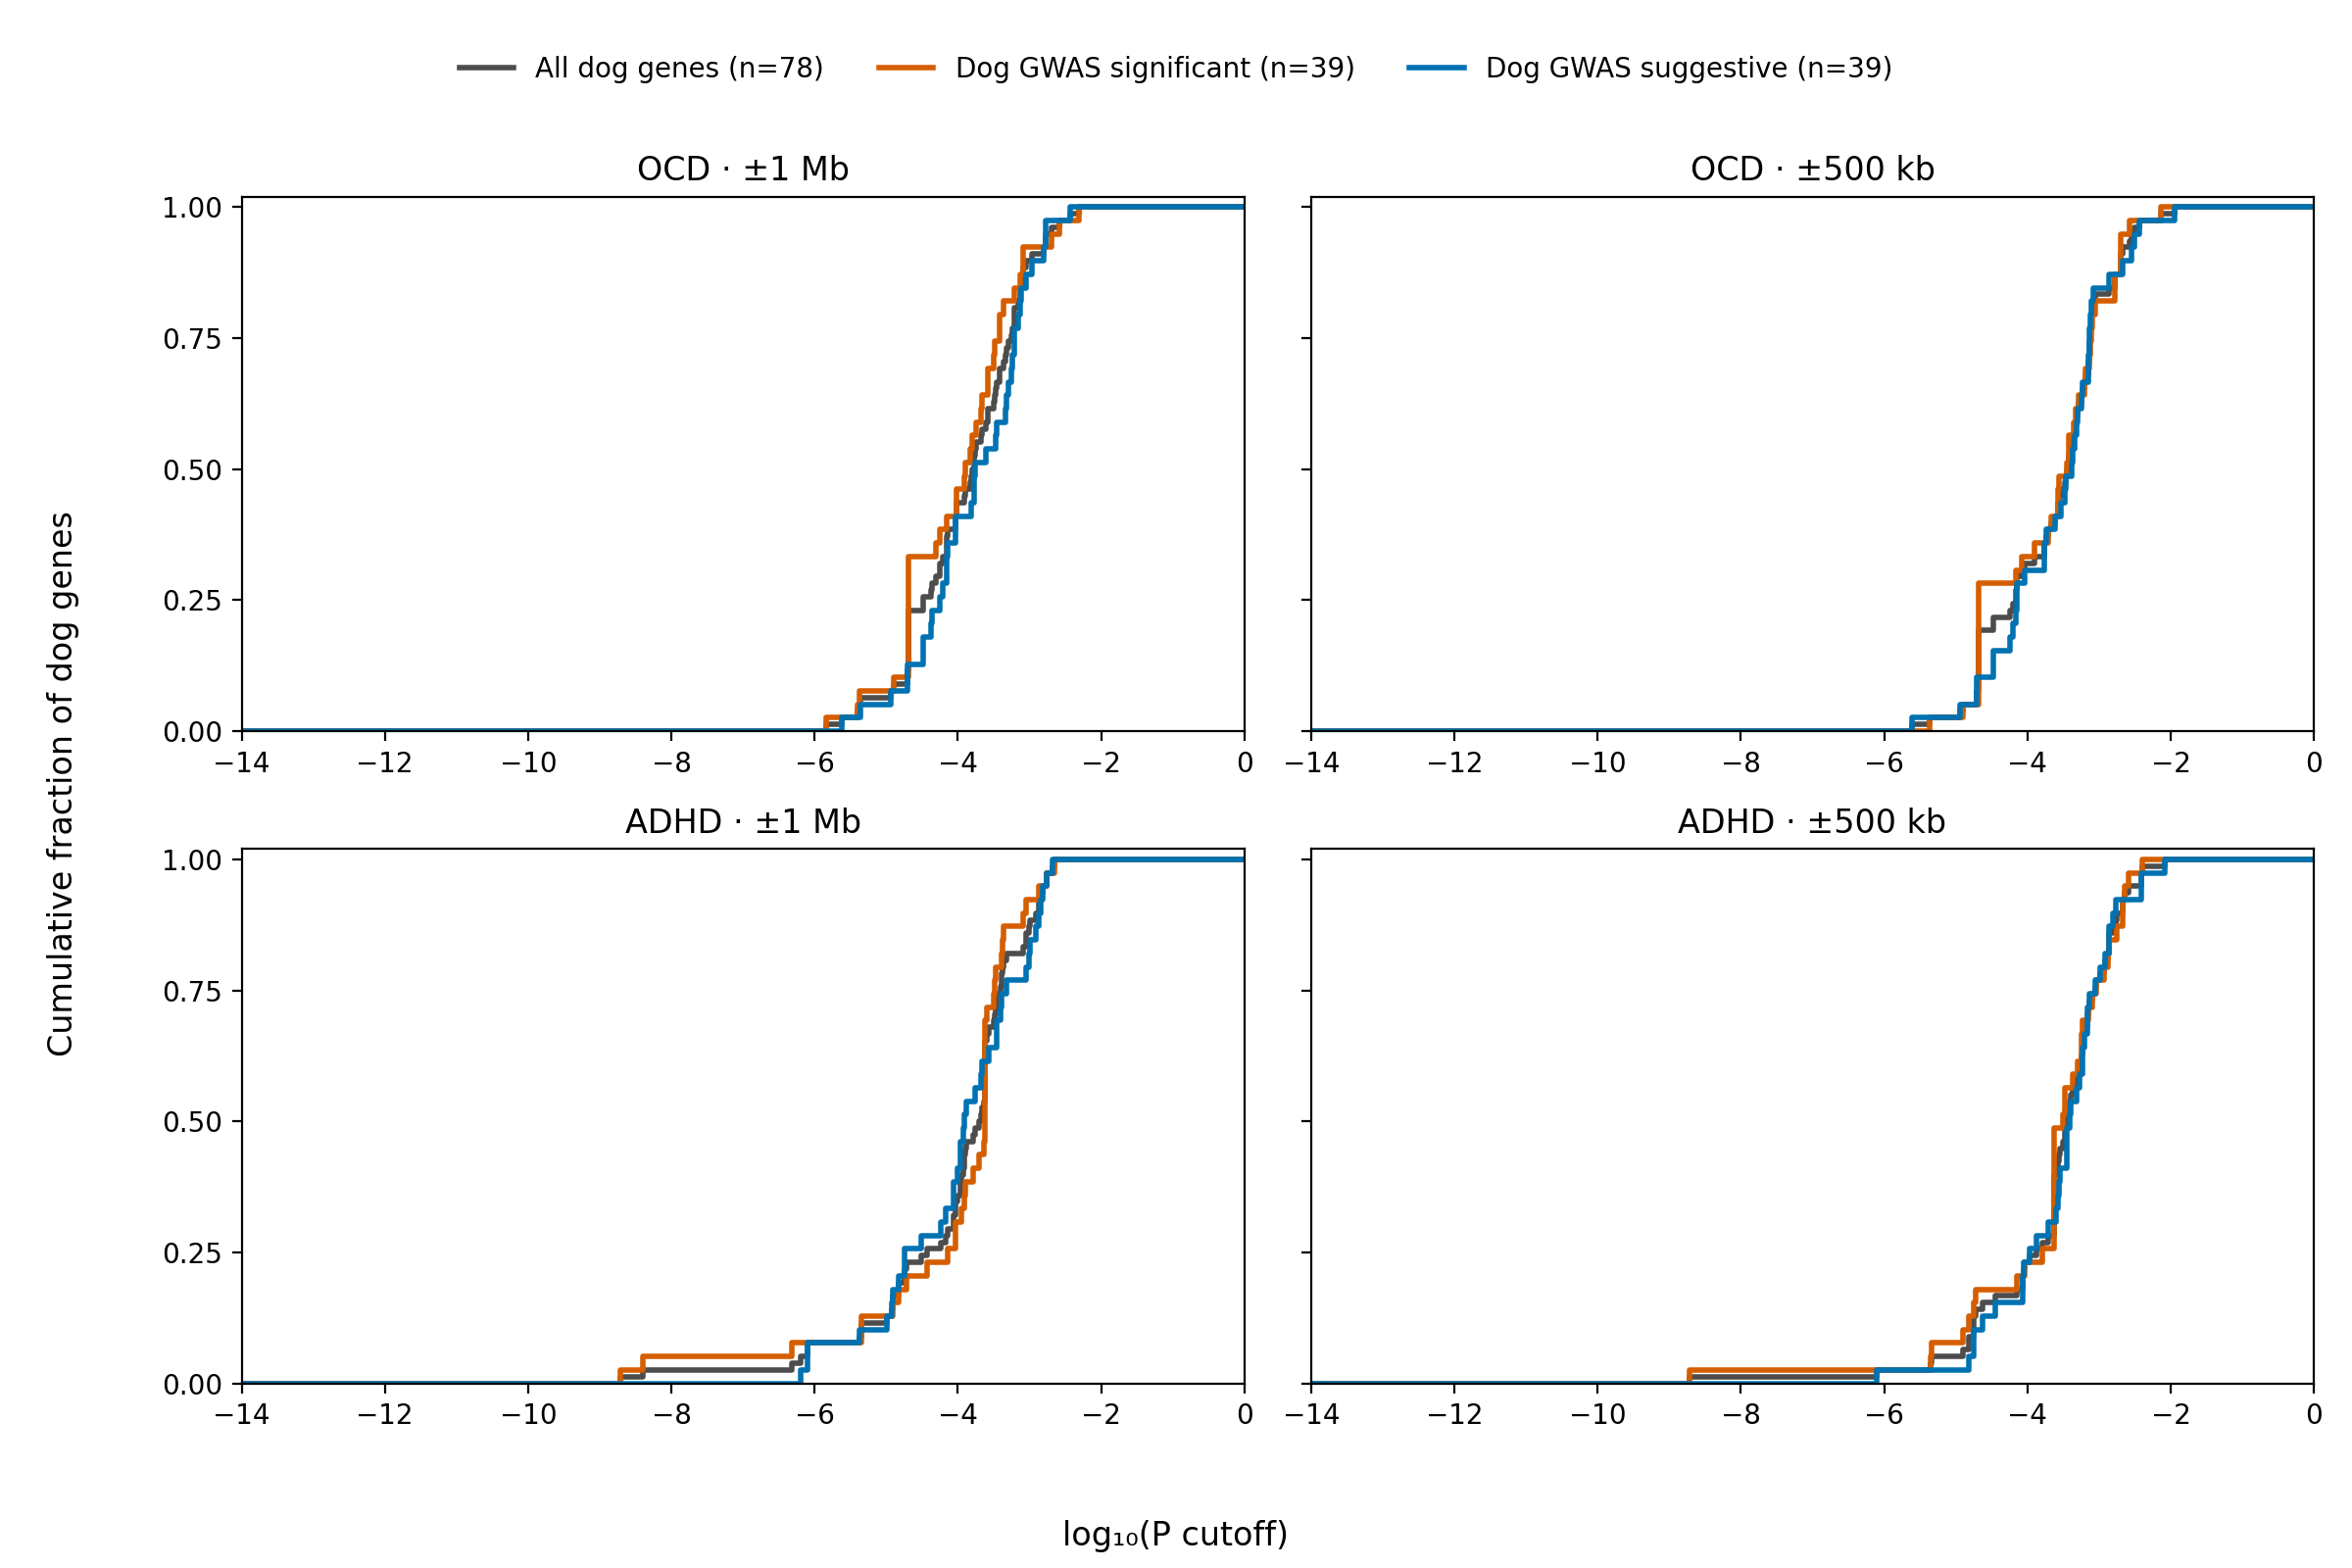 All dog genes (n=78) Dog GWAS significant (n=39) Dog GWAS suggestive (n=39)
OCD · ±1 Mb
1.00
0.75
0.50
0.25
0.00
−14 −12 −10 −8 −6 −4 −2 0
OCD · ±500 kb
−14 −12 −10 −8 −6 −4 −2 0
Cumulative fraction of dog genes
ADHD · ±1 Mb
1.00
0.75
0.50
0.25
0.00
−14 −12 −10 −8 −6 −4 −2 0
ADHD · ±500 kb
−14 −12 −10 −8 −6 −4 −2 0
log₁₀(P cutoff)